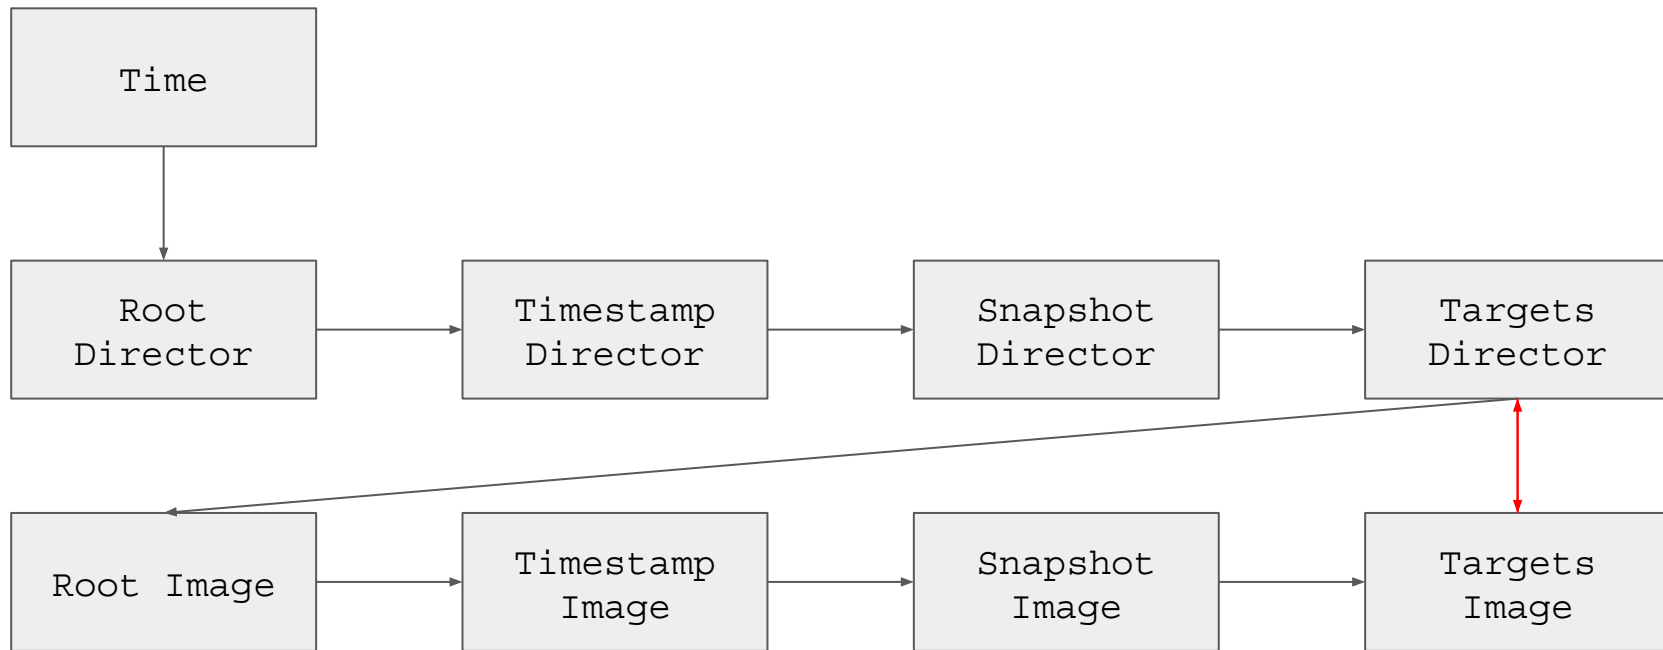 Time
Root
Director
Timestamp
Director
Snapshot
Director
Targets
Director
Root Image
Timestamp
Image
Snapshot
Image
Targets
Image